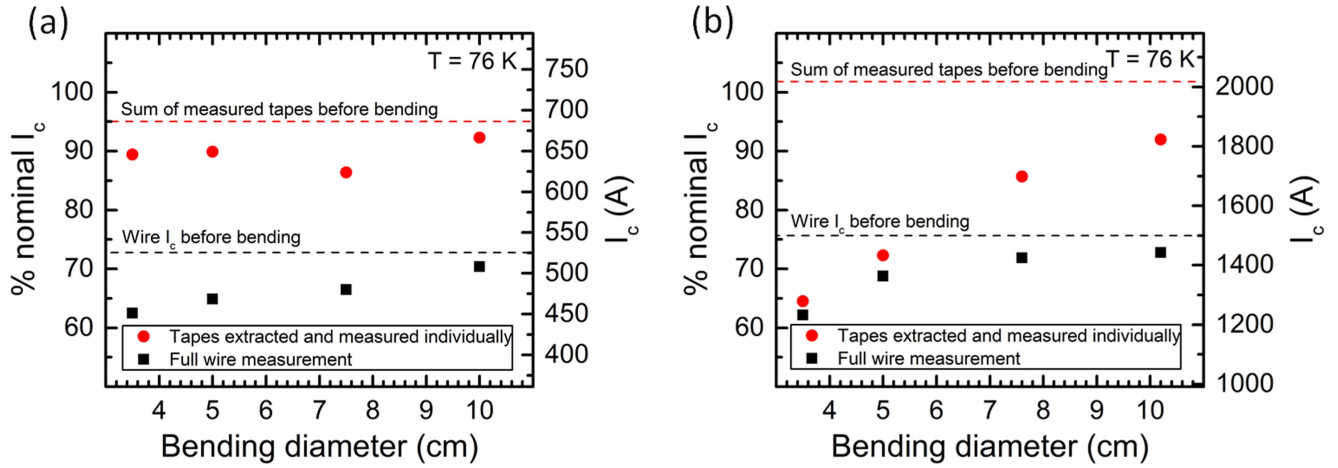 (a)
T = 76 K
Sum of measured tapes before bending
Wire Ic before bending
Tapes extracted and measured individually
Full wire measurement
% nominal Ic
100
90
80
70
60
Ic (A)
750
700
650
600
550
500
450
400
4 5 6 7 8 9 10
Bending diameter (cm)
(b)
T = 76 K
Sum of measured tapes before bending
Wire Ic before bending
Tapes extracted and measured individually
Full wire measurement
% nominal Ic
100
90
80
70
60
Ic (A)
2000
1800
1600
1400
1200
1000
4 5 6 7 8 9 10
Bending diameter (cm)